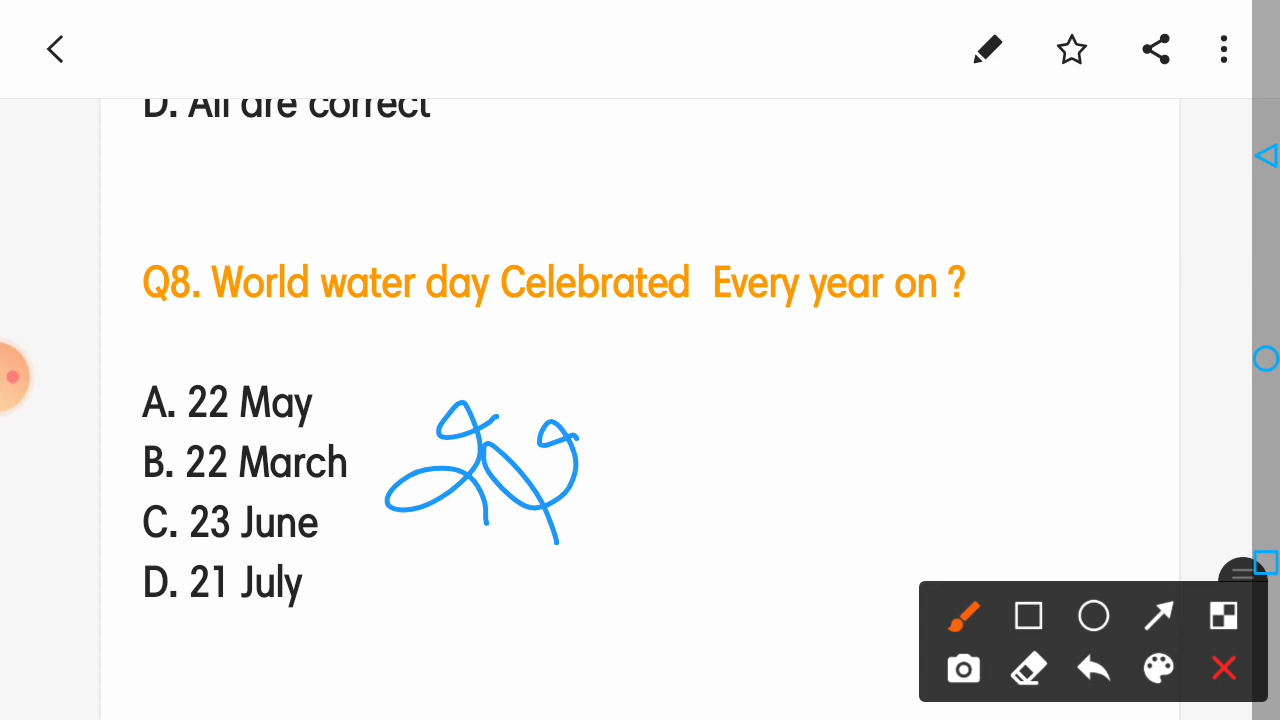 D. All are correct
Q8. World water day Celebrated Every year on ?
A. 22 May
B. 22 March
C. 23 June
D. 21 July